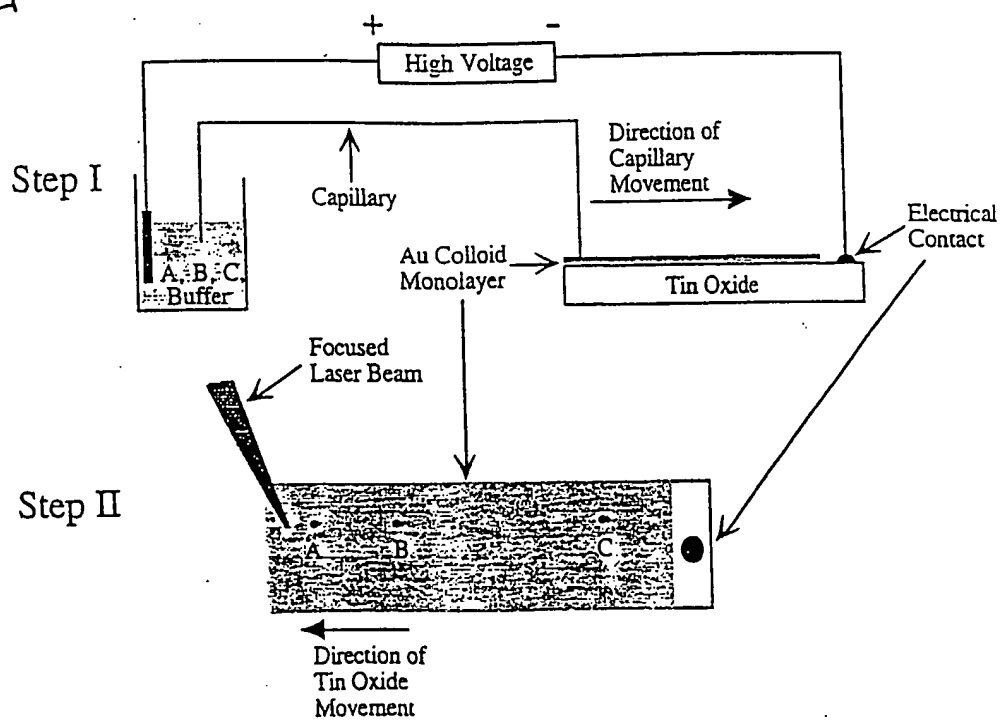 + -
High Voltage
Step I
Capillary
Direction of
Capillary
Movement
Electrical
Contact
A, B, C,
Buffer
Au Colloid
Monolayer
Tin Oxide
Focused
Laser Beam
Step II
A B C
Direction of
Tin Oxide
Movement